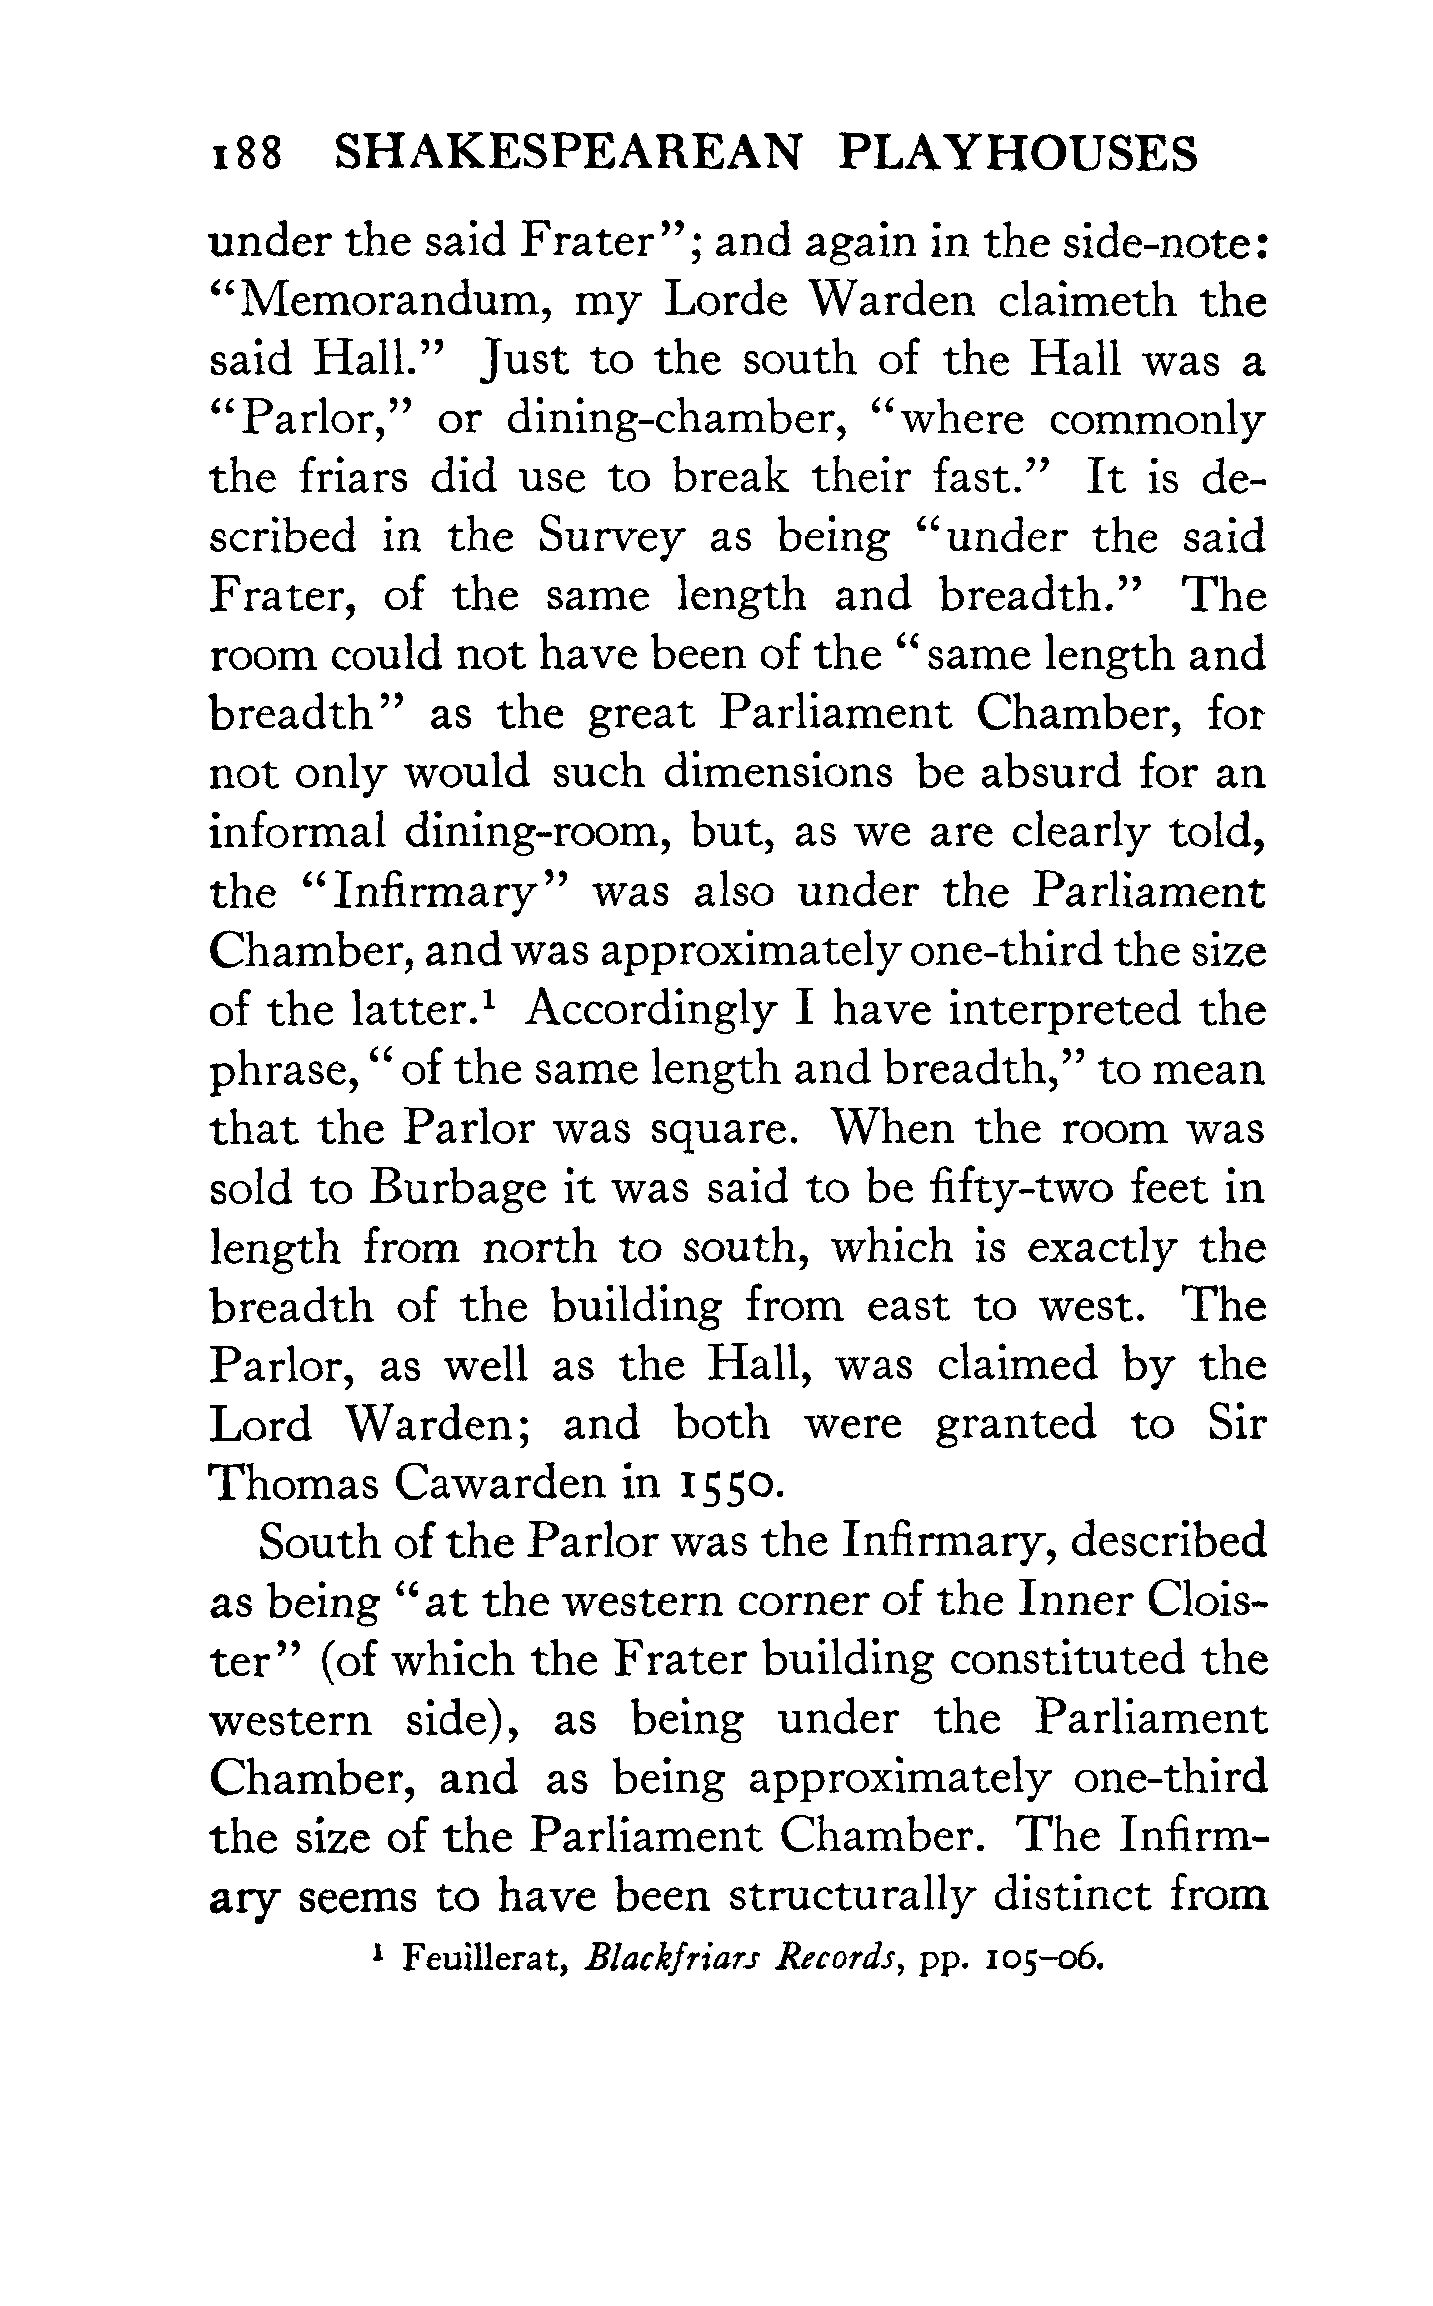 188 SHAKESPEAREAN PLAYHOUSES
under the said Frater”; and again in the side-note:
“Memorandum, my Lorde Warden claimeth the
said Hall.” Just to the south of the Hall was a
“Parlor,” or dining-chamber, “where commonly
the friars did use to break their fast.” It is de-
scribed in the Survey as being “under the said
Frater, of the same length and breadth.” The
room could not have been of the “same length and
breadth” as the great Parliament Chamber, for
not only would such dimensions be absurd for an
informal dining-room, but, as we are clearly told,
the “Infirmary” was also under the Parliament
Chamber, and was approximately one-third the size
of the latter.¹ Accordingly I have interpreted the
phrase, “of the same length and breadth,” to mean
that the Parlor was square. When the room was
sold to Burbage it was said to be fifty-two feet in
length from north to south, which is exactly the
breadth of the building from east to west. The
Parlor, as well as the Hall, was claimed by the
Lord Warden; and both were granted to Sir
Thomas Cawarden in 1550.
South of the Parlor was the Infirmary, described
as being “at the western corner of the Inner Clois-
ter” (of which the Frater building constituted the
western side), as being under the Parliament
Chamber, and as being approximately one-third
the size of the Parliament Chamber. The Infirm-
ary seems to have been structurally distinct from
¹ Feuillerat, Blackfriars Records, pp. 105–06.